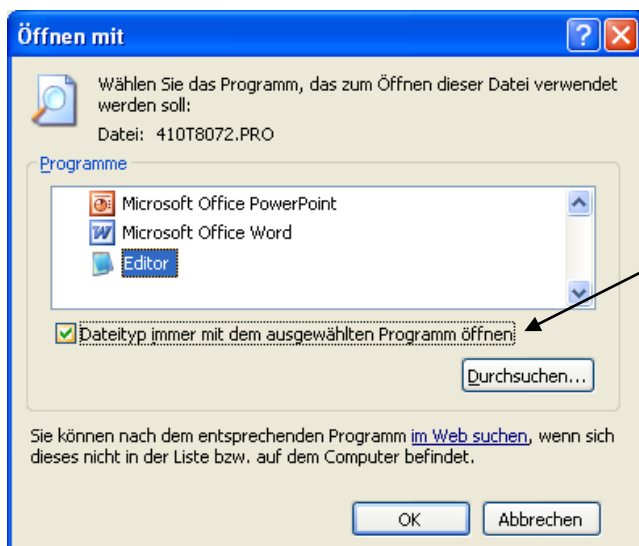 Öffnen mit
Wählen Sie das Programm, das zum Öffnen dieser Datei verwendet
werden soll:
Datei: 410T8072.PRO
Programme
Microsoft Office PowerPoint
Microsoft Office Word
Editor
Dateityp immer mit dem ausgewählten Programm öffnen
Durchsuchen...
Sie können nach dem entsprechenden Programm im Web suchen, wenn sich
dieses nicht in der Liste bzw. auf dem Computer befindet.
OK
Abbrechen